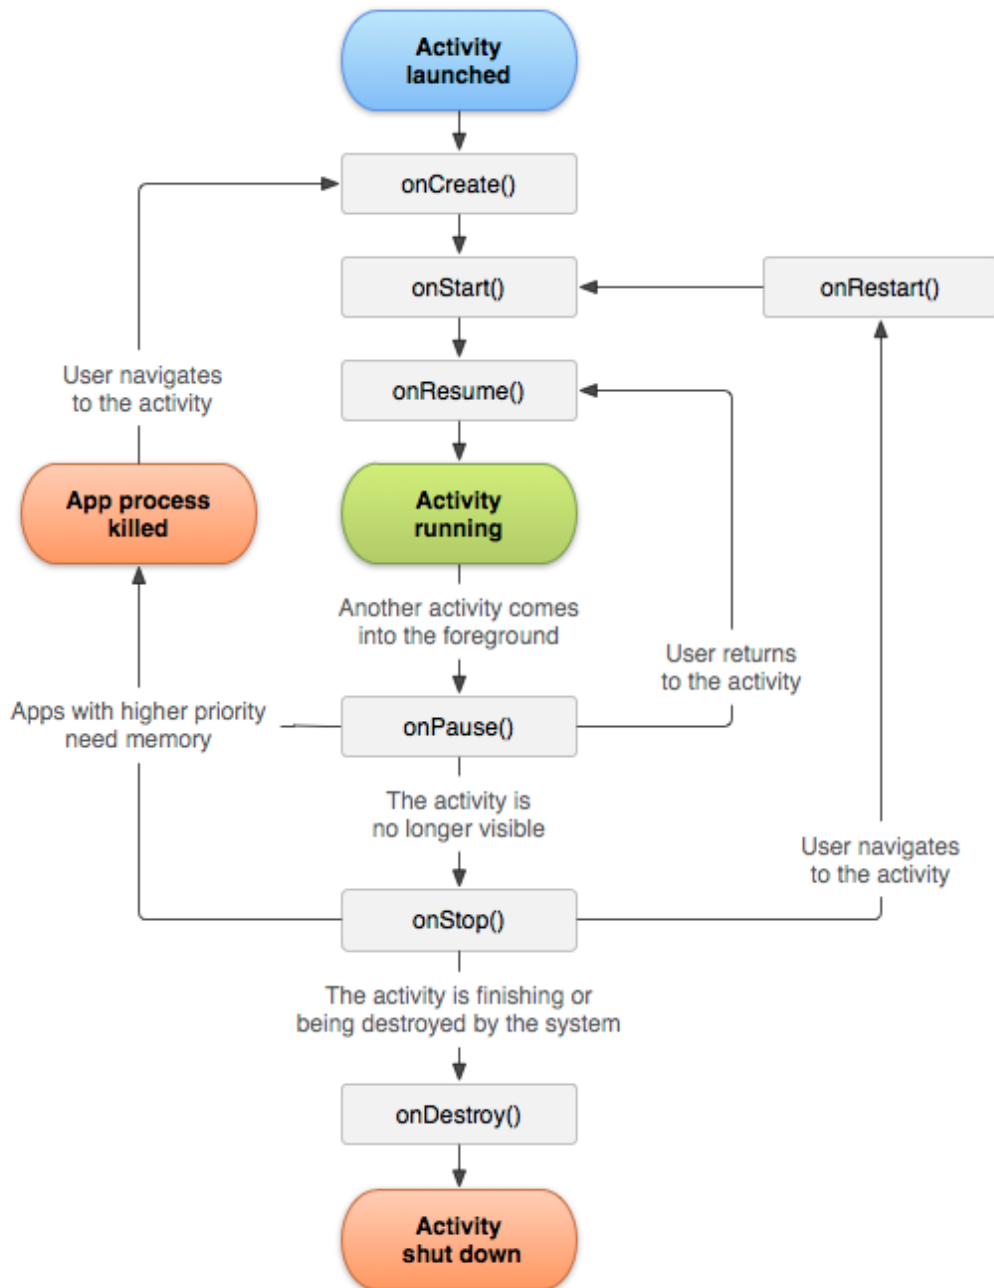 Activity
launched
onCreate()
onStart()
onRestart()
User navigates
to the activity
onResume()
App process
killed
Activity
running
Another activity comes
into the foreground
User returns
to the activity
Apps with higher priority
need memory
onPause()
The activity is
no longer visible
User navigates
to the activity
onStop()
The activity is finishing or
being destroyed by the system
onDestroy()
Activity
shut down